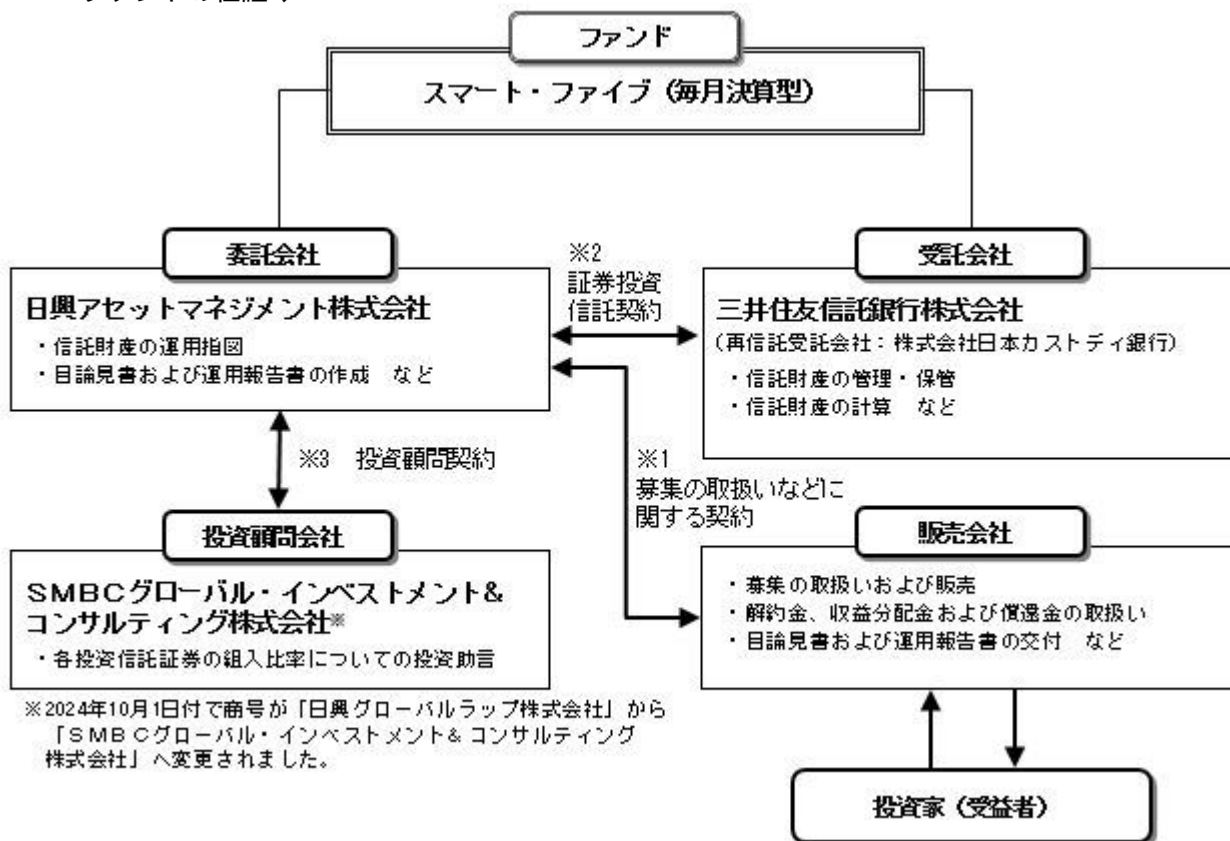 ファンド
スマート・ファイブ（毎月決算型）
委託会社
日興アセットマネジメント株式会社
・信託財産の運用指図
・目論見書および運用報告書の作成　など
※2
証券投資
信託契約
受託会社
三井住友信託銀行株式会社
（再信託受託会社：株式会社日本カストディ銀行）
・信託財産の管理・保管
・信託財産の計算　など
※3　投資顧問契約
※1
募集の取扱いなどに
関する契約
投資顧問会社
ＳＭＢＣグローバル・インベストメント＆
コンサルティング株式会社※
・各投資信託証券の組入比率についての投資助言
販売会社
・募集の取扱いおよび販売
・解約金、収益分配金および償還金の取扱い
・目論見書および運用報告書の交付　など
※2024年10月1日付で商号が「日興グローバルラップ株式会社」から
「ＳＭＢＣグローバル・インベストメント＆コンサルティング
株式会社」へ変更されました。
投資家（受益者）